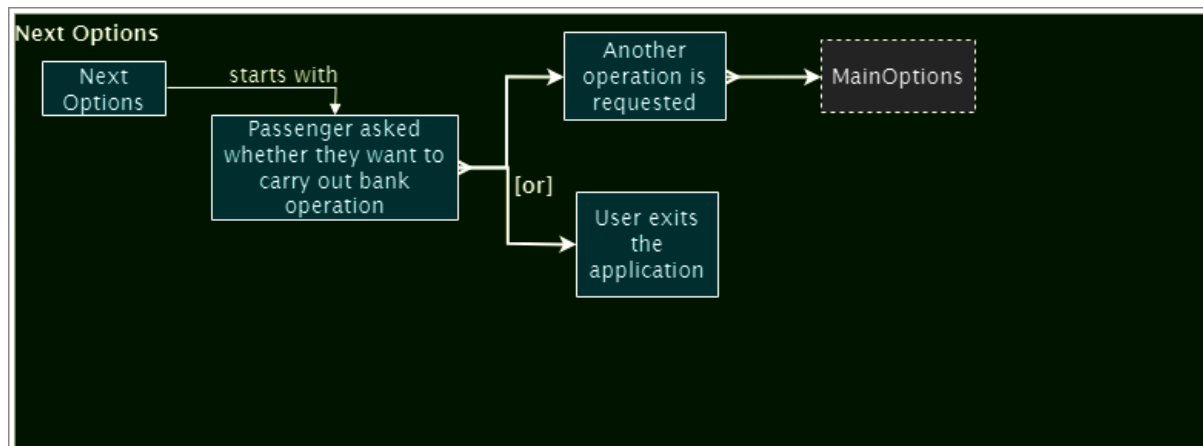 Next Options
Next
Options
starts with
Passenger asked
whether they want to
carry out bank
operation
[or]
Another
operation is
requested
MainOptions
User exits
the
application